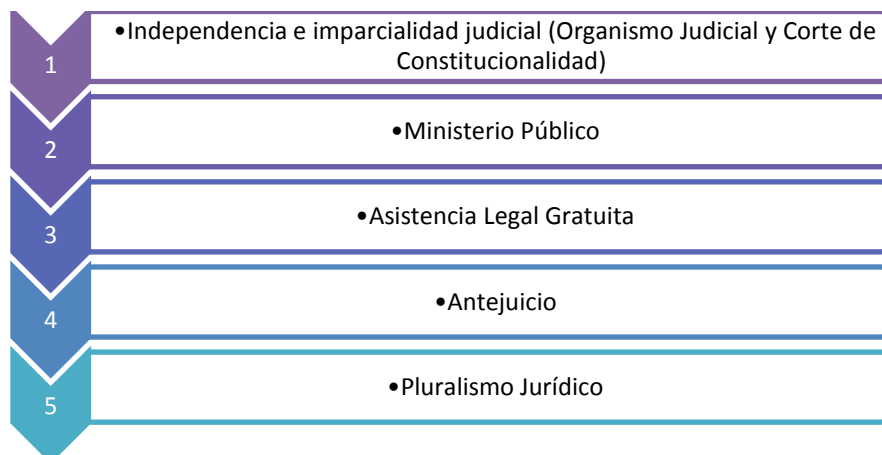 1
•Independencia e imparcialidad judicial (Organismo Judicial y Corte de
Constitucionalidad)
2
•Ministerio Público
3
•Asistencia Legal Gratuita
4
•Antejuicio
5
•Pluralismo Jurídico